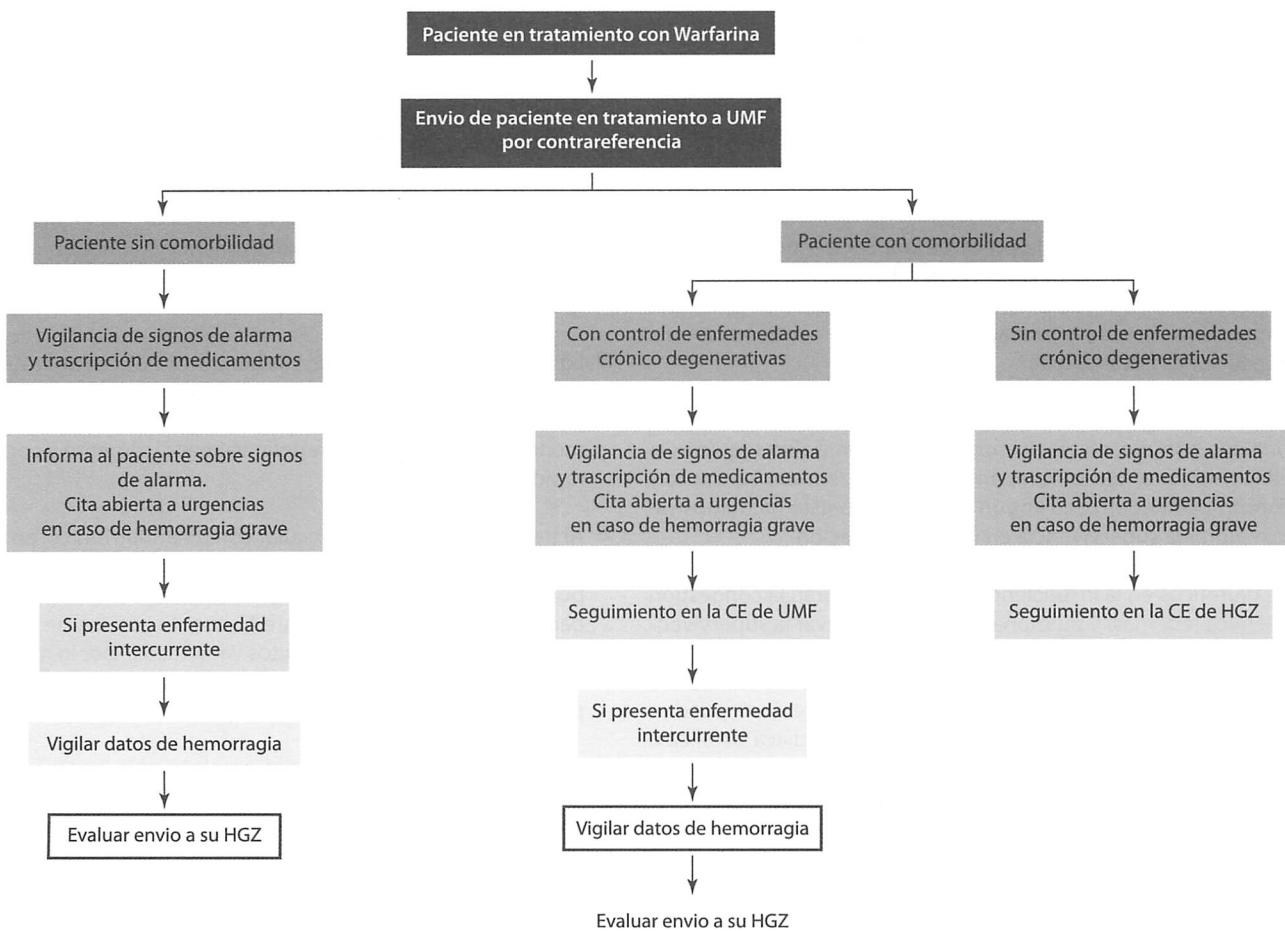 Paciente en tratamiento con Warfarina
Envio de paciente en tratamiento a UMF
por contrareferencia
Paciente sin comorbilidad
Vigilancia de signos de alarma
y trascripción de medicamentos
Informa al paciente sobre signos
de alarma.
Cita abierta a urgencias
en caso de hemorragia grave
Si presenta enfermedad
intercurrente
Vigilar datos de hemorragia
Evaluar envio a su HGZ
Paciente con comorbilidad
Con control de enfermedades
crónico degenerativas
Vigilancia de signos de alarma
y trascripción de medicamentos
Cita abierta a urgencias
en caso de hemorragia grave
Seguimiento en la CE de UMF
Si presenta enfermedad
intercurrente
Vigilar datos de hemorragia
Evaluar envio a su HGZ
Sin control de enfermedades
crónico degenerativas
Vigilancia de signos de alarma
y trascripción de medicamentos
Cita abierta a urgencias
en caso de hemorragia grave
Seguimiento en la CE de HGZ